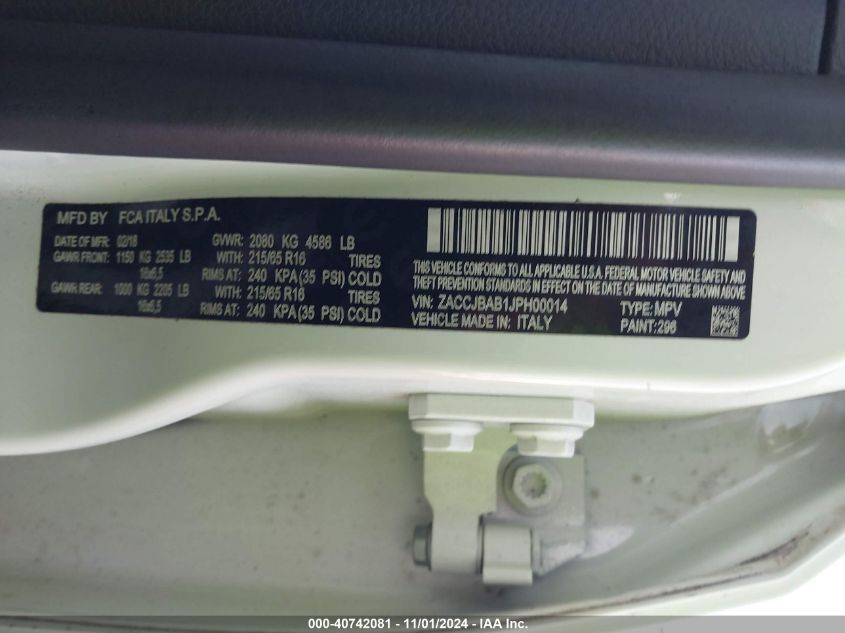 MFD BY FCA ITALY S.P.A.
DATE OF MFR: 02/18 GVWR: 2080 KG 4586 LB
GAWR FRONT: 1150 KG 2535 LB WITH: 215/65 R16 TIRES
16x6,5 RIMS AT: 240 KPA (35 PSI) COLD
GAWR REAR: 1000 KG 2205 LB WITH: 215/65 R16 TIRES
16x6,5 RIMS AT: 240 KPA (35 PSI) COLD
THIS VEHICLE CONFORMS TO ALL APPLICABLE U.S.A. FEDERAL MOTOR VEHICLE SAFETY AND
THEFT PREVENTION STANDARDS IN EFFECT ON THE DATE OF MANUFACTURE SHOWN ABOVE.
VIN: ZACCJBAB1JPH00014 TYPE: MPV
VEHICLE MADE IN: ITALY PAINT: 296
000-40742081 - 11/01/2024 - IAA Inc.